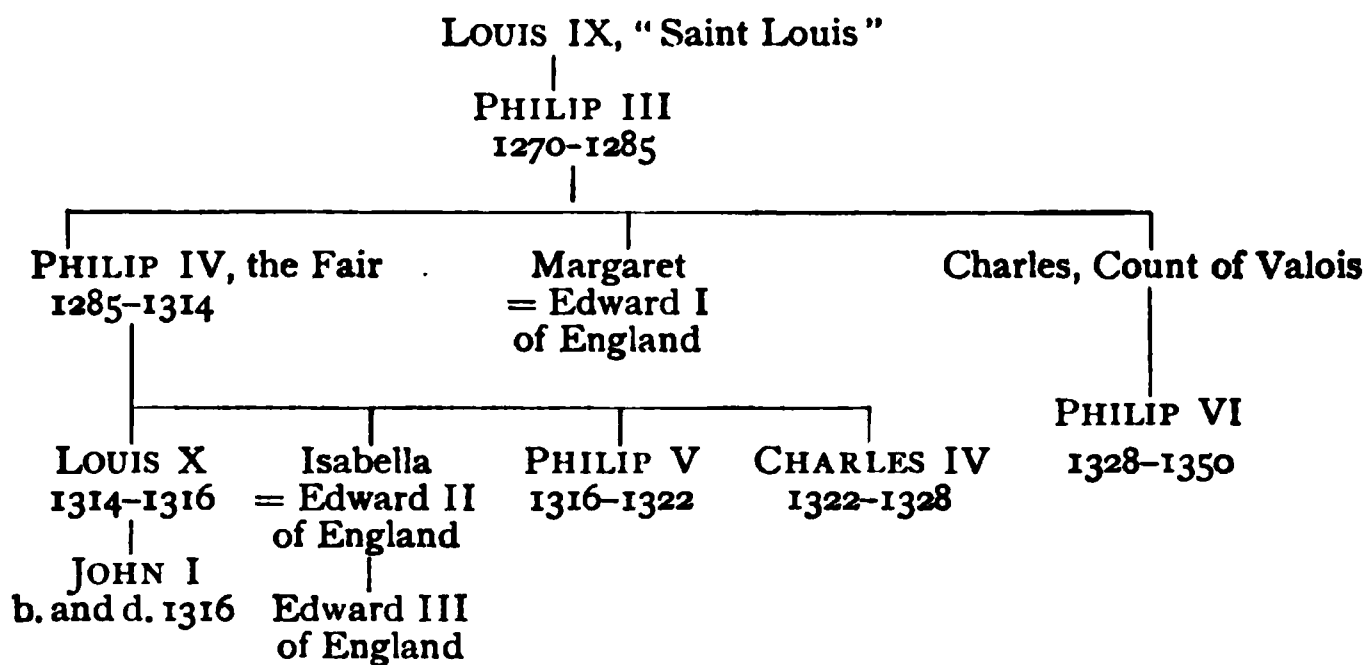 LOUIS IX, "Saint Louis"
PHILIP III
1270–1285
PHILIP IV, the Fair
1285–1314
Margaret
= Edward I
of England
Charles, Count of Valois
PHILIP VI
1328–1350
LOUIS X
1314–1316
Isabella
= Edward II
of England
PHILIP V
1316–1322
CHARLES IV
1322–1328
JOHN I
b. and d. 1316
Edward III
of England